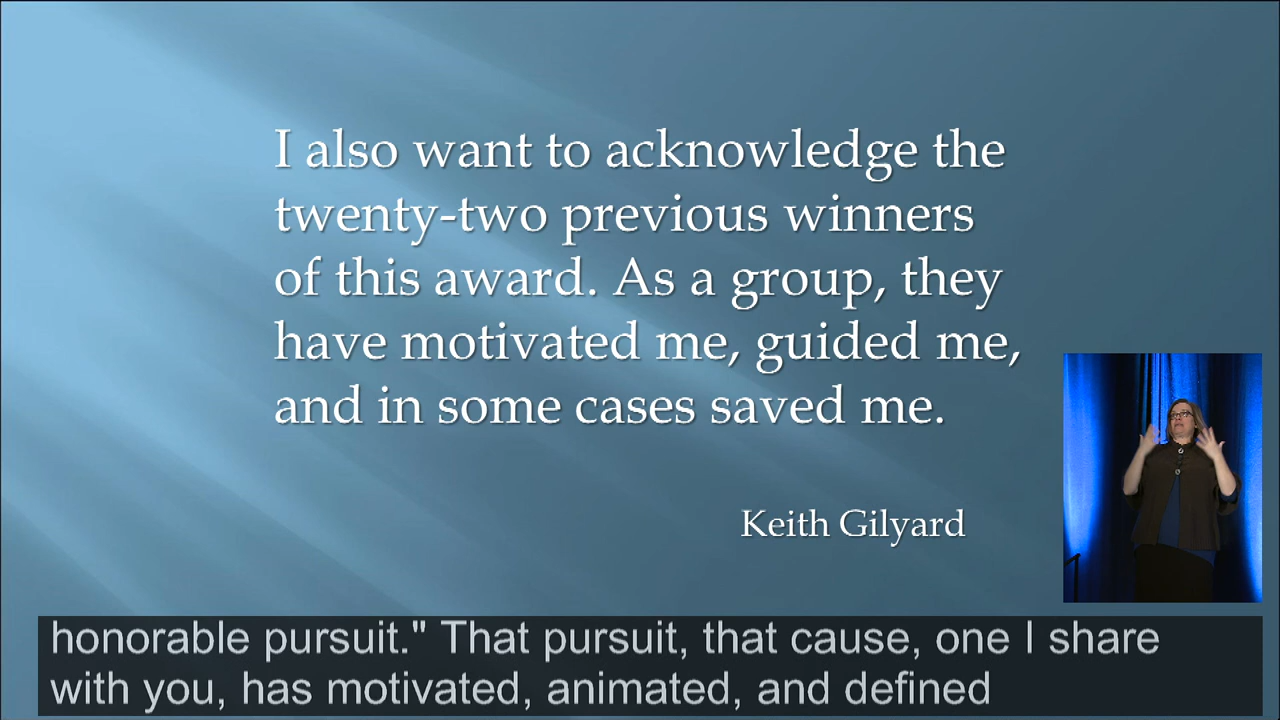 I also want to acknowledge the
twenty-two previous winners
of this award. As a group, they
have motivated me, guided me,
and in some cases saved me.
Keith Gilyard
honorable pursuit." That pursuit, that cause, one I share
with you, has motivated, animated, and defined